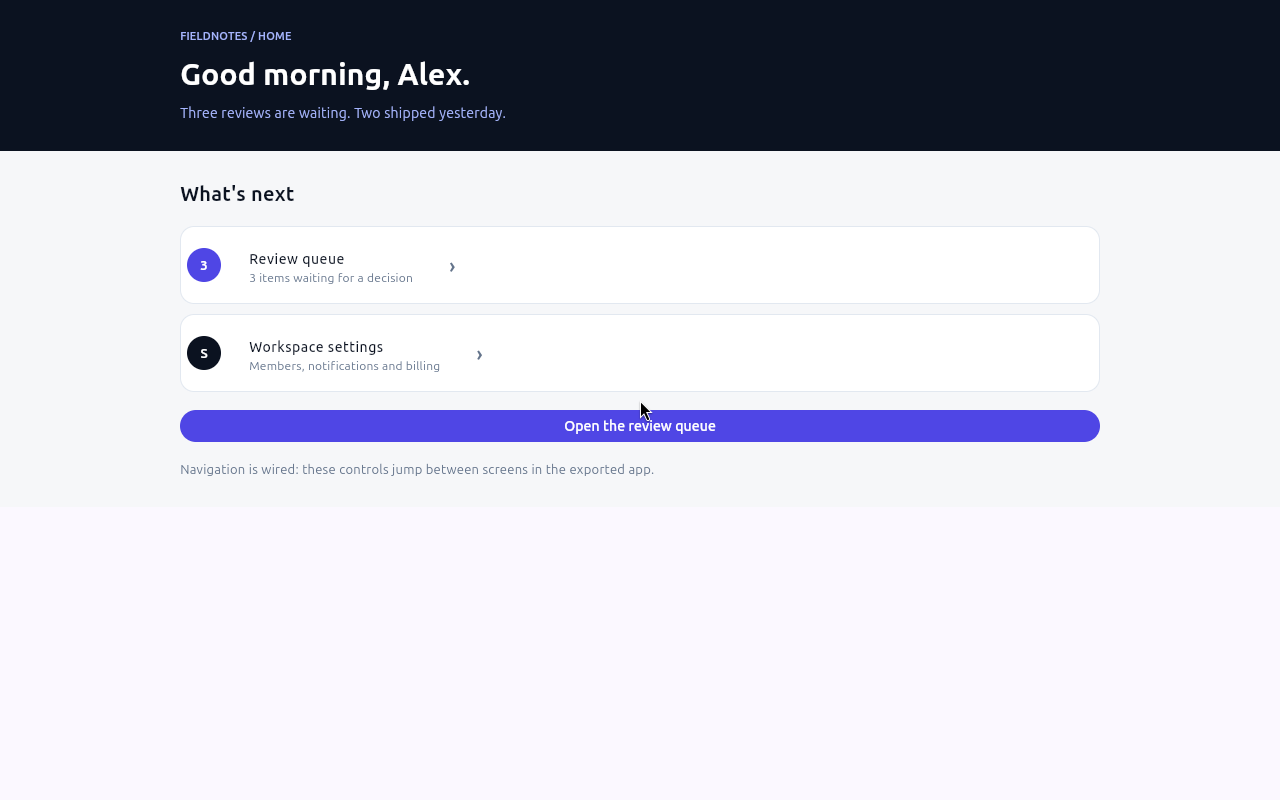 FIELDNOTES / HOME
Good morning, Alex.
Three reviews are waiting. Two shipped yesterday.
What's next
3
Review queue
3 items waiting for a decision
›
S
Workspace settings
Members, notifications and billing
›
Open the review queue
Navigation is wired: these controls jump between screens in the exported app.